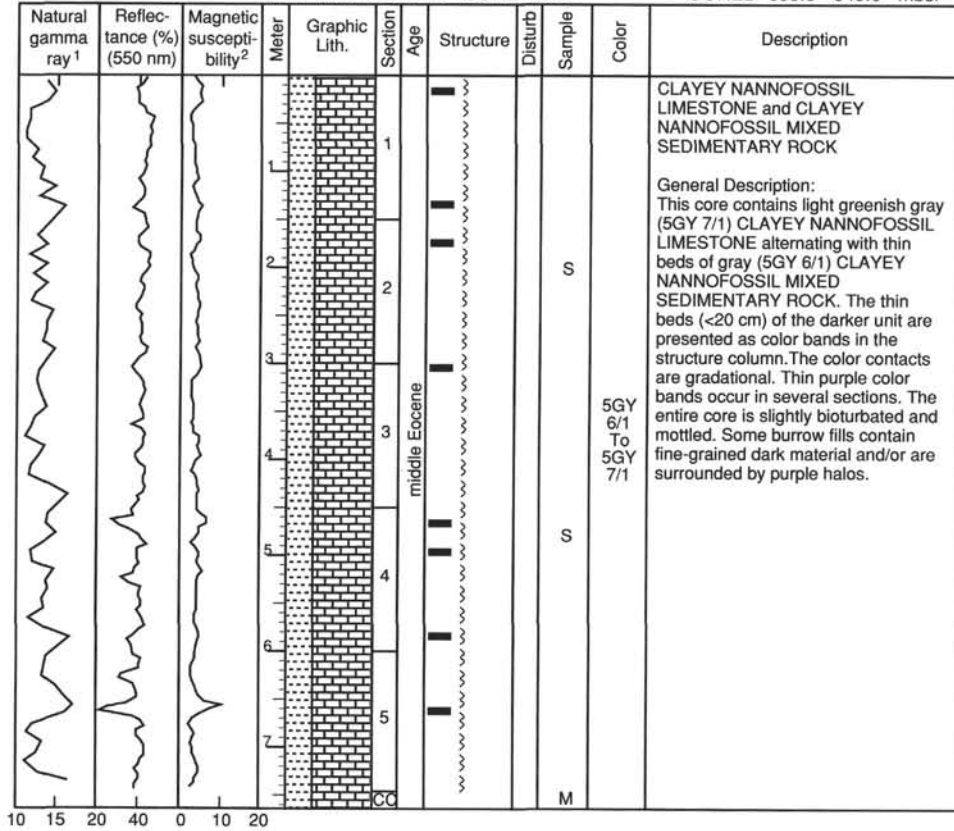 Natural gamma ray 1
Reflec- tance (%) (550 nm)
Magnetic suscepti- bility2
Meter
Graphic Lith.
Section
Age
Structure
Disturb
Sample
Color
Description
CLAYEY NANNOFOSSIL
LIMESTONE and CLAYEY
NANNOFOSSIL MIXED
SEDIMENTARY ROCK
General Description:
This core contains light greenish gray
(5GY 7/1) CLAYEY NANNOFOSSIL
LIMESTONE alternating with thin
beds of gray (5GY 6/1) CLAYEY
NANNOFOSSIL MIXED
SEDIMENTARY ROCK. The thin
beds (<20 cm) of the darker unit are
presented as color bands in the
structure column.The color contacts
are gradational. Thin purple color
bands occur in several sections. The
entire core is slightly bioturbated and
mottled. Some burrow fills contain
fine-grained dark material and/or are
surrounded by purple halos.
1
2
3
4
5
6
7
1
2
3
4
5
CC
middle Eocene
S
S
M
5GY
6/1
To
5GY
7/1
10 15 20 40 0 10 20